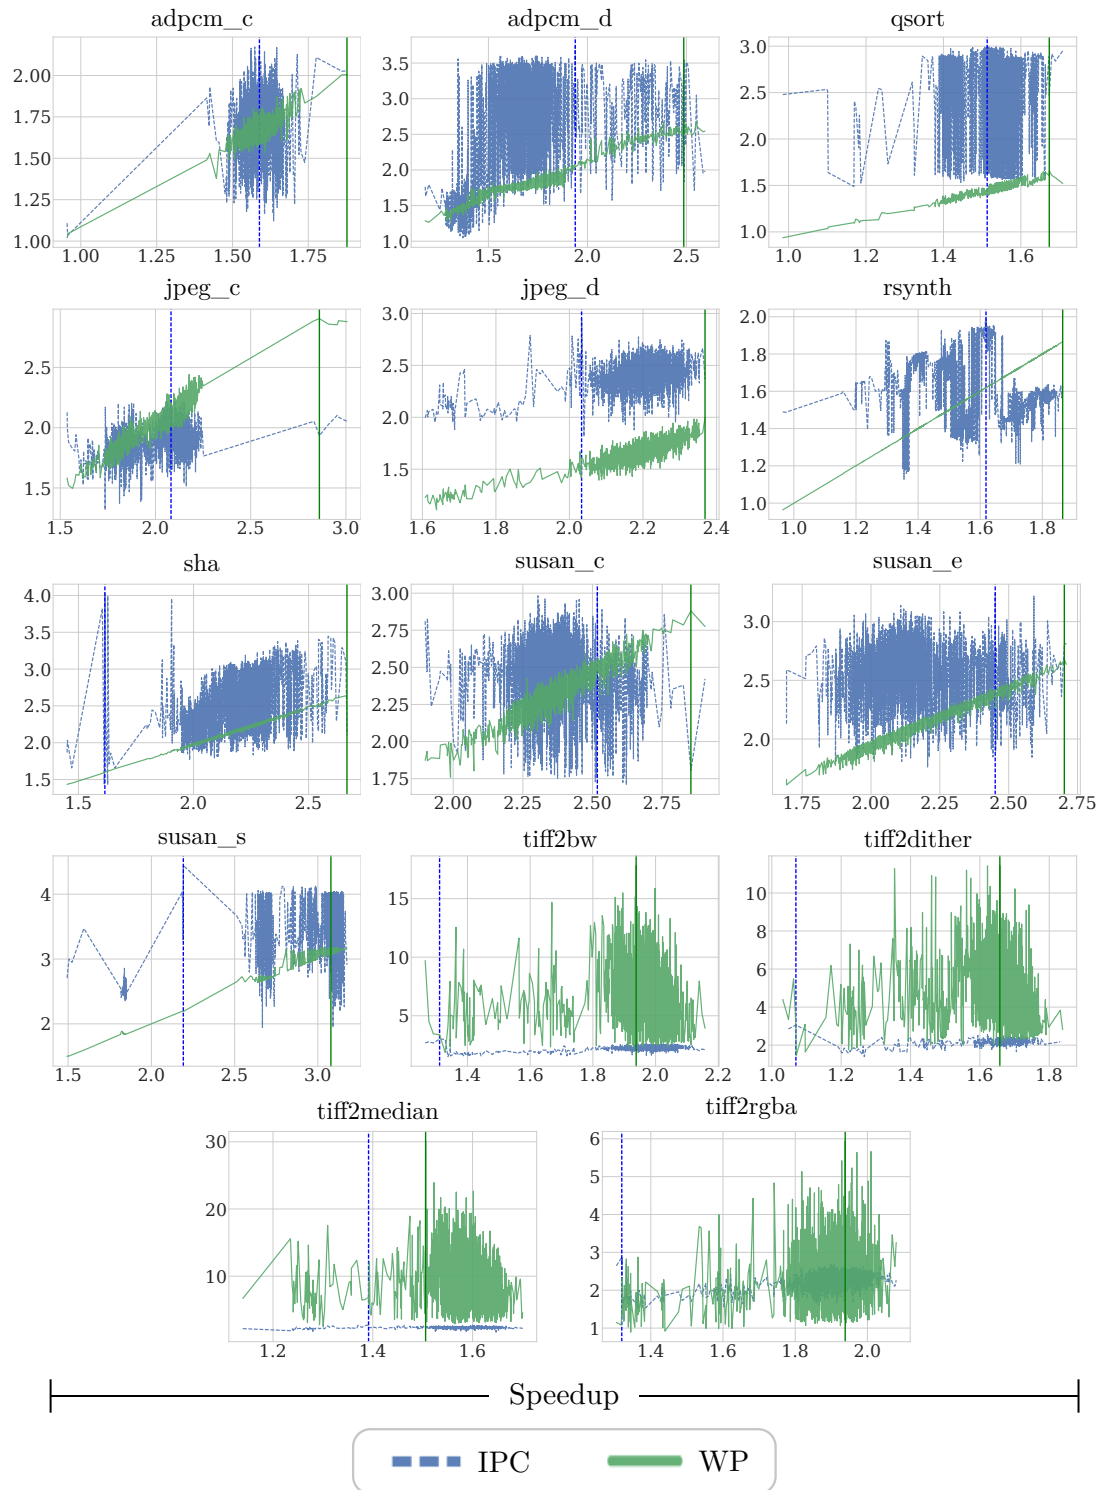 adpcm_c adpcm_d qsort
2.00 1.75 1.50 1.25 1.00
1.00 1.25 1.50 1.75
3.5 3.0 2.5 2.0 1.5 1.0
1.5 2.0 2.5
3.0 2.5 2.0 1.5 1.0
1.0 1.2 1.4 1.6
jpeg_c jpeg_d rsynth
2.5 2.0 1.5
1.5 2.0 2.5 3.0
3.0 2.5 2.0 1.5
1.6 1.8 2.0 2.2 2.4
2.0 1.8 1.6 1.4 1.2 1.0
1.0 1.2 1.4 1.6 1.8
sha susan_c susan_e
4.0 3.5 3.0 2.5 2.0 1.5
1.5 2.0 2.5
3.00 2.75 2.50 2.25 2.00 1.75
2.00 2.25 2.50 2.75
3.0 2.5 2.0
1.75 2.00 2.25 2.50 2.75
susan_s tiff2bw tiff2dither
4 3 2
1.5 2.0 2.5 3.0
15 10 5
1.4 1.6 1.8 2.0 2.2
10 8 6 4 2
1.0 1.2 1.4 1.6 1.8
tiff2median tiff2rgba
30 20 10
1.2 1.4 1.6
6 5 4 3 2 1
1.4 1.6 1.8 2.0
Speedup
IPC WP